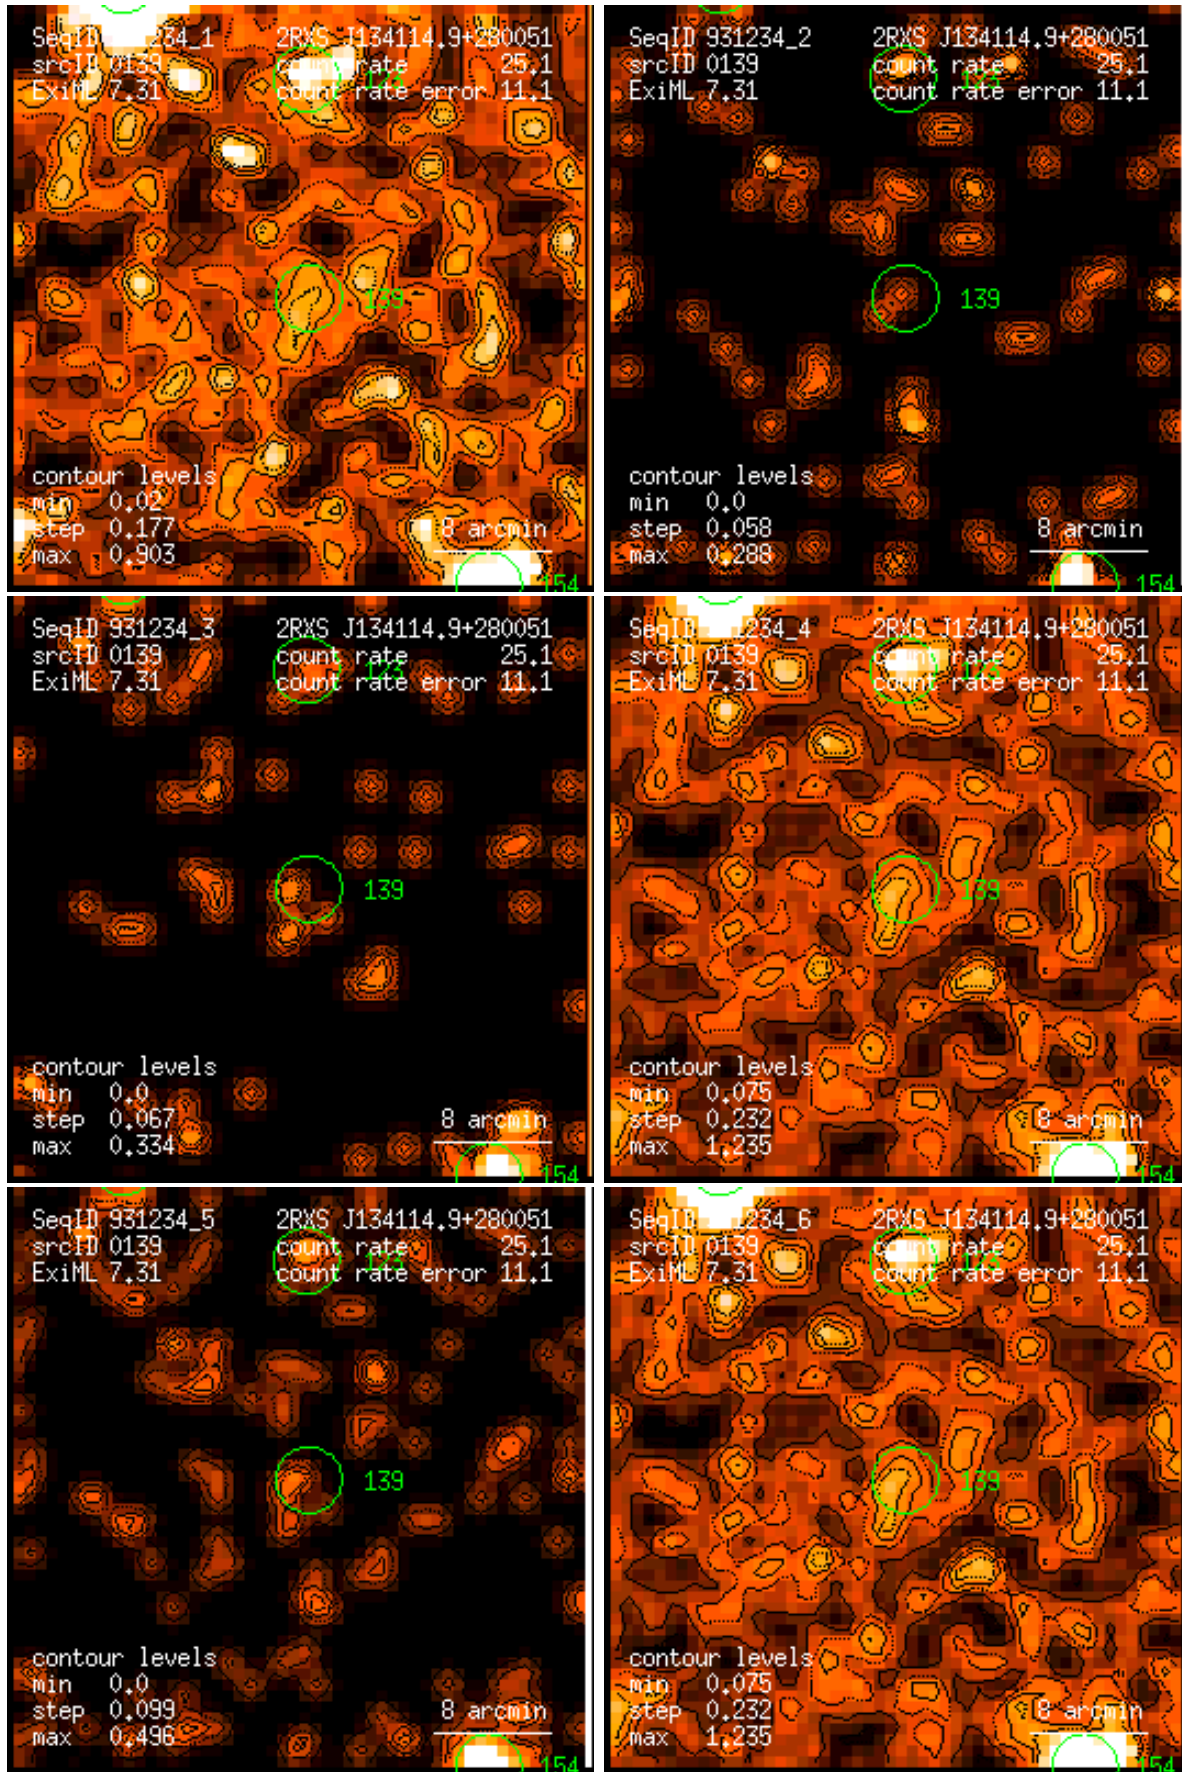 SeqID 234_1 2RXS J134114.9+280051
srcID 0139 count rate 25.1
ExiML 7.31 count rate error 11.1
123
139
contour levels
min 0.02
step 0.177 8 arcmin
max 0.903
154
SeqID 931234_2 2RXS J134114.9+280051
srcID 0139 count rate 25.1
ExiML 7.31 count rate error 11.1
123
139
contour levels
min 0.0
step 0.058 8 arcmin
max 0.288
154
SeqID 931234_3 2RXS J134114.9+280051
srcID 0139 count rate 25.1
ExiML 7.31 count rate error 11.1
123
139
contour levels
min 0.0
step 0.067 8 arcmin
max 0.334
154
SeqID 234_4 2RXS J134114.9+280051
srcID 0139 count rate 25.1
ExiML 7.31 count rate error 11.1
123
139
contour levels
min 0.075
step 0.232 8 arcmin
max 1.235
154
SeqID 931234_5 2RXS J134114.9+280051
srcID 0139 count rate 25.1
ExiML 7.31 count rate error 11.1
123
139
contour levels
min 0.0
step 0.099 8 arcmin
max 0.496
154
SeqID 234_6 2RXS J134114.9+280051
srcID 0139 count rate 25.1
ExiML 7.31 count rate error 11.1
123
139
contour levels
min 0.075
step 0.232 8 arcmin
max 1.235
154